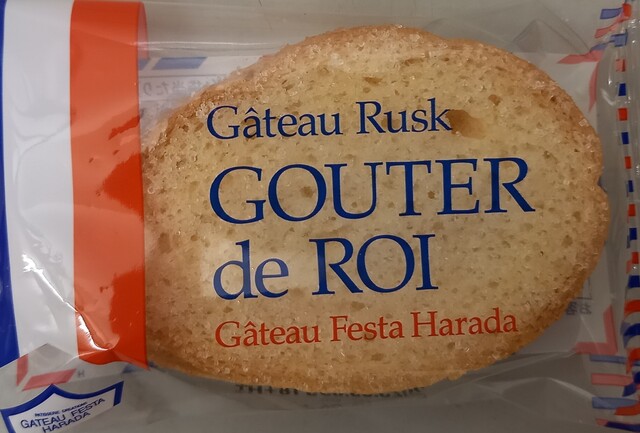 Gâteau Rusk
GOUTER
de ROI
Gâteau Festa Harada
GATEAU FESTA
HARADA